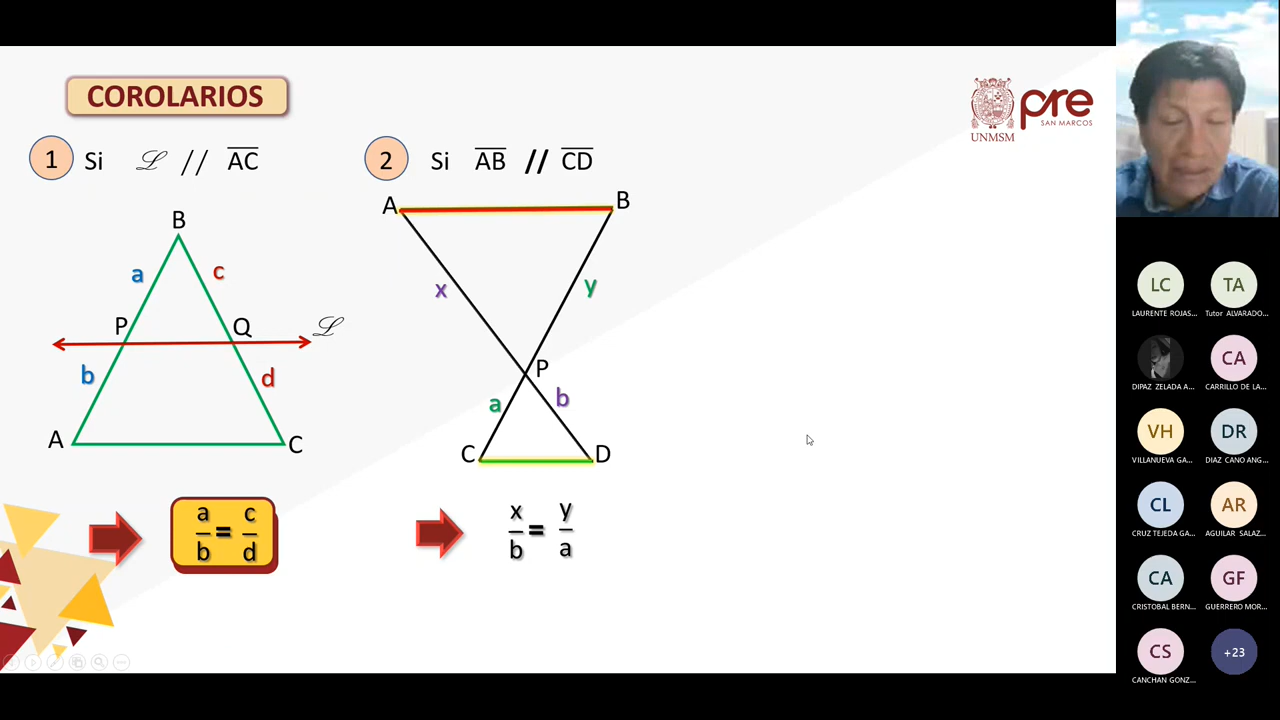 COROLARIOS
UNMSM
pre
SAN MARCOS
1 Si ℒ // AC
2 Si AB // CD
B
a c
P Q ℒ
b d
A C
a/b = c/d
A B
x y
P
a b
C D
x/b = y/a
LC TA
LAURENTE ROJAS... Tutor ALVARADO...
CA
DIPAZ ZELADA A... CARRILLO DE LA...
VH DR
VILLANUEVA GA... DIAZ CANO ANG...
CL AR
CRUZ TEJEDA GA... AGUILAR SALAZ...
CA GF
CRISTOBAL BERN... GUERRERO MOR...
CS +23
CANCHAN GONZ...